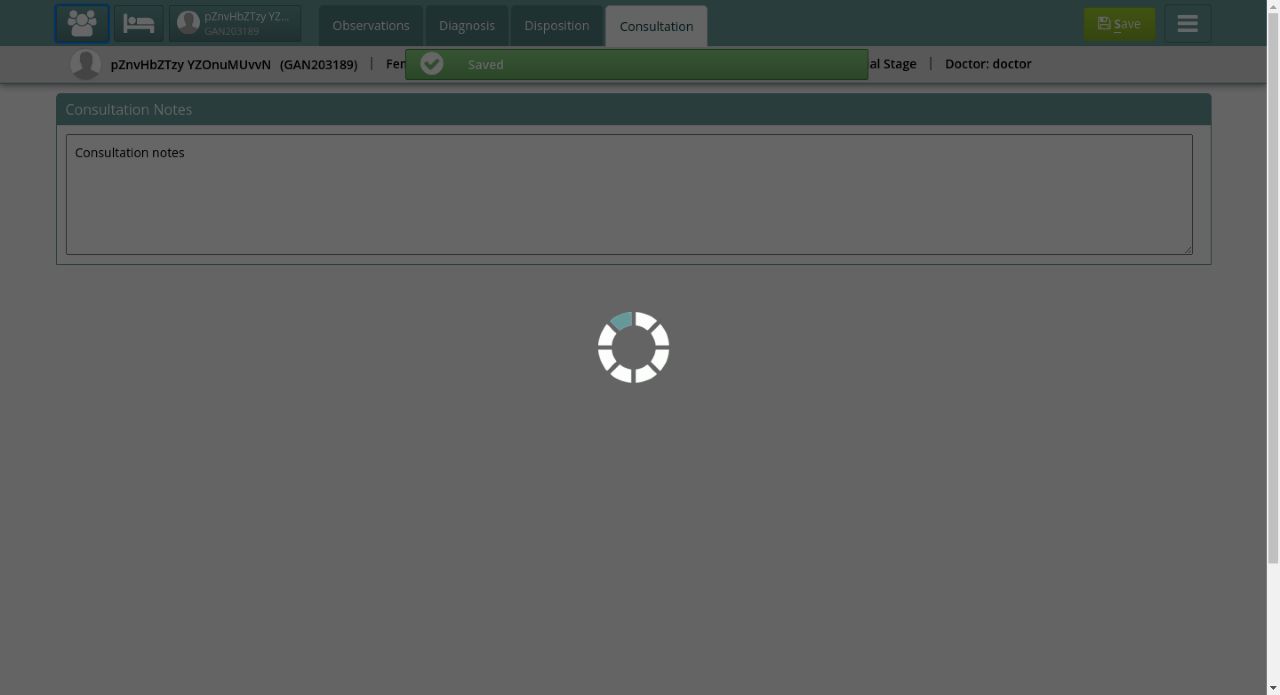 pZnvHbZTzy YZ...
GAN203189
Observations
Diagnosis
Disposition
Consultation
Save
pZnvHbZTzy YZOnuMUvvN (GAN203189) | Fen
Saved
al Stage | Doctor: doctor
Consultation Notes
Consultation notes